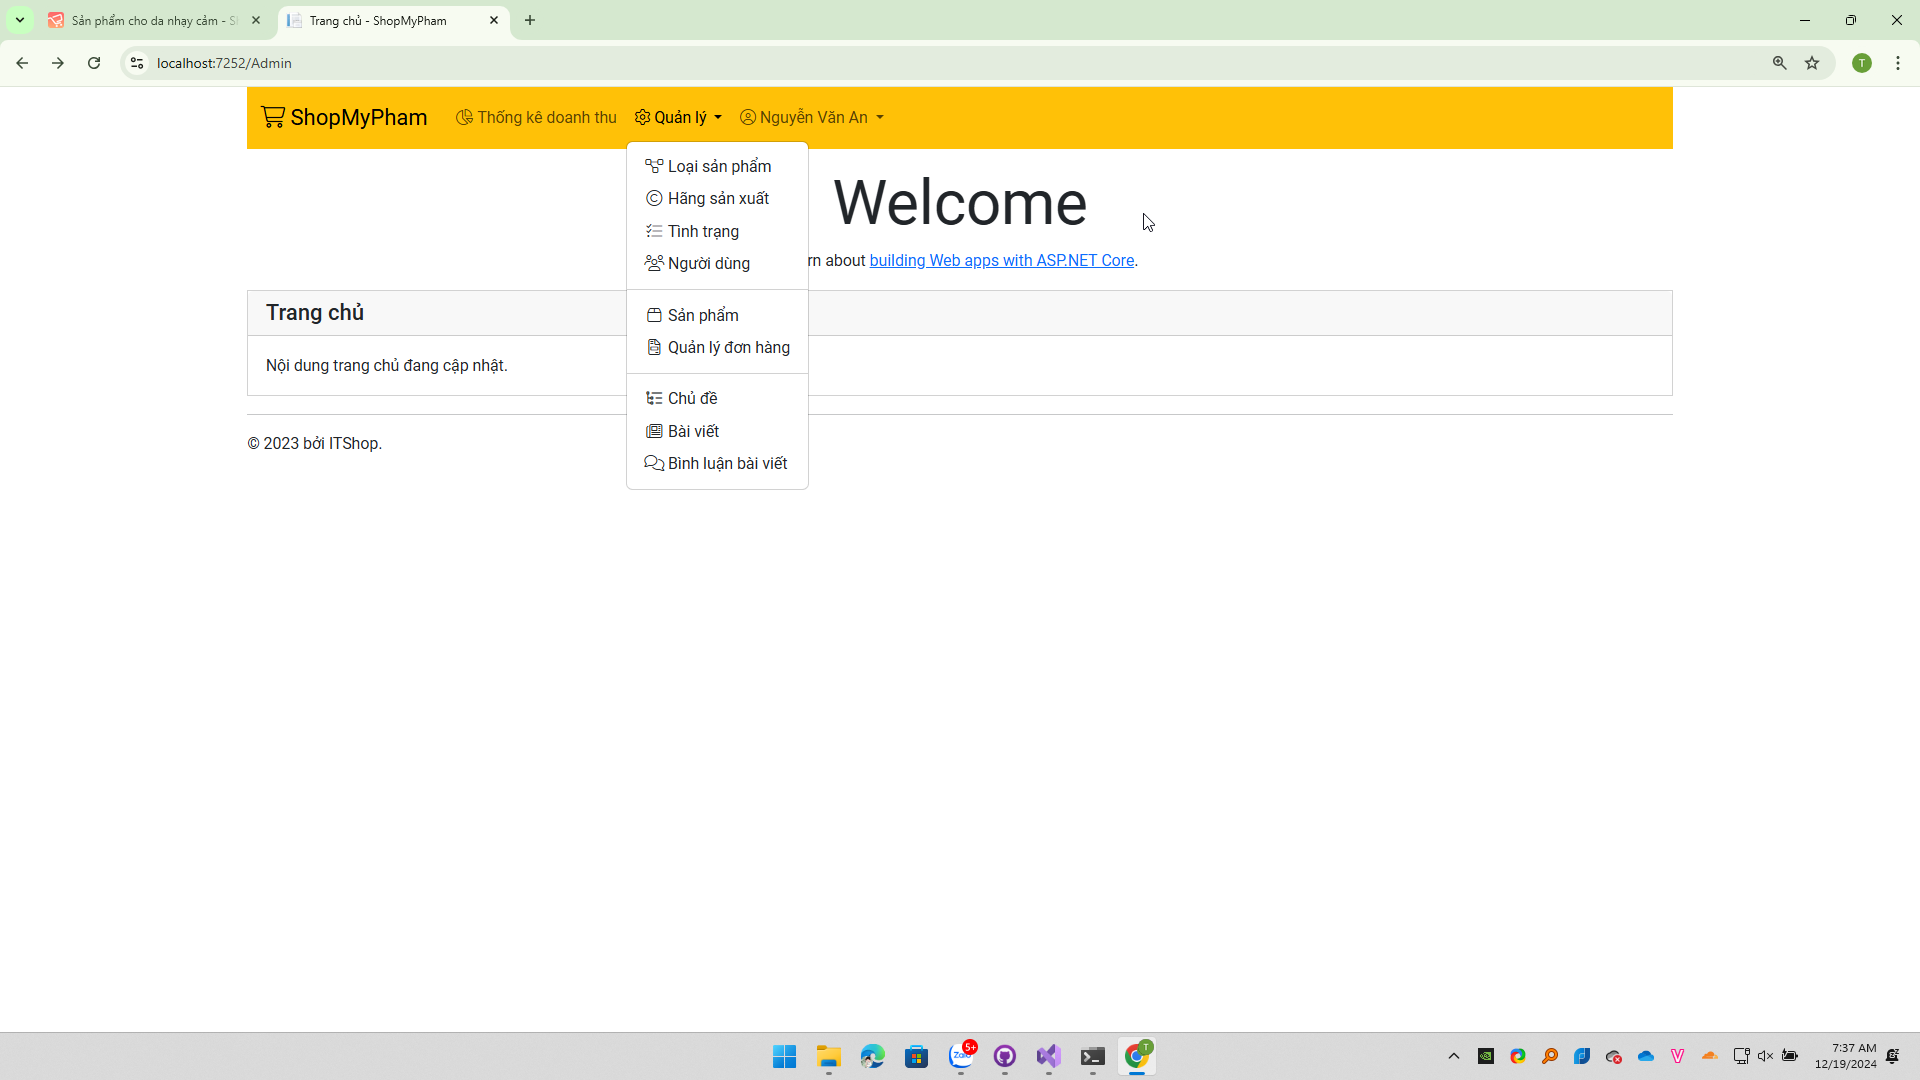 Sản phẩm cho da nhạy cảm - S
Trang chủ - ShopMyPham
localhost:7252/Admin
T
ShopMyPham
Thống kê doanh thu
Quản lý
Nguyễn Văn An
Loại sản phẩm
Hãng sản xuất
Tình trạng
Người dùng
Sản phẩm
Quản lý đơn hàng
Chủ đề
Bài viết
Bình luận bài viết
Welcome
rn about building Web apps with ASP.NET Core.
Trang chủ
Nội dung trang chủ đang cập nhật.
© 2023 bởi ITShop.
Zalo
5+
T
7:37 AM
12/19/2024